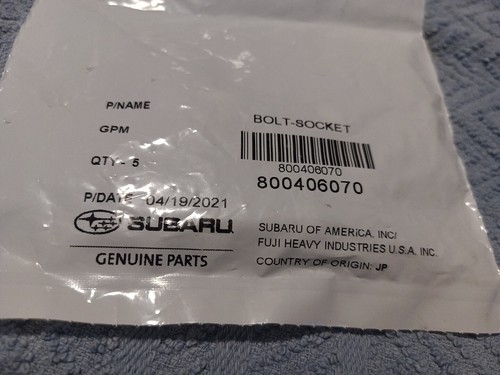 P/NAME
BOLT-SOCKET
GPM
800406070
QTY- 5
800406070
P/DATE 04/19/2021
SUBARU
GENUINE PARTS
SUBARU OF AMERICA. INC/
FUJI HEAVY INDUSTRIES U.S.A. INC.
COUNTRY OF ORIGIN: JP